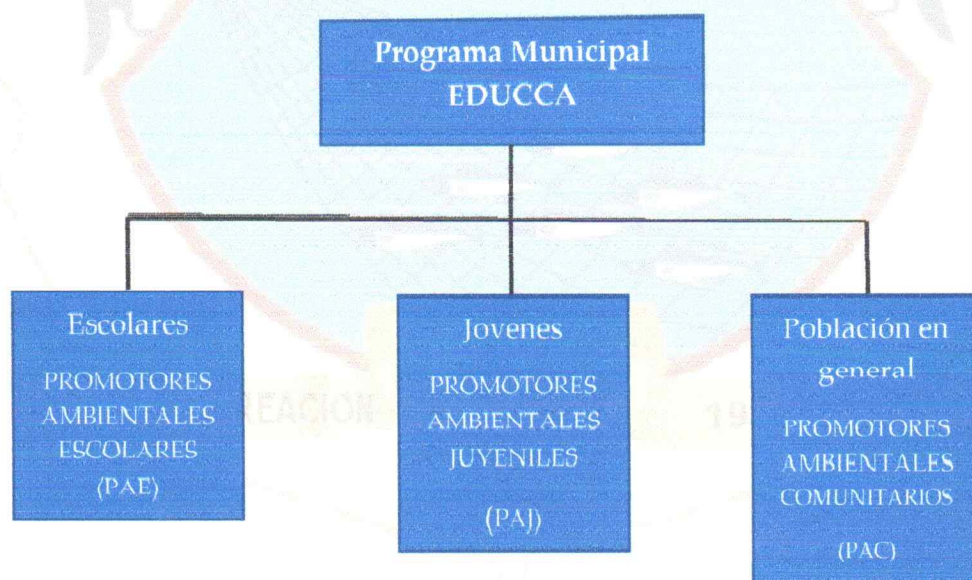 Programa Municipal
EDUCCA
Escolares
PROMOTORES
AMBIENTALES
ESCOLARES
(PAE)
Jovenes
PROMOTORES
AMBIENTALES
JUVENILES
(PAJ)
Población en
general
PROMOTORES
AMBIENTALES
COMUNITARIOS
(PAC)